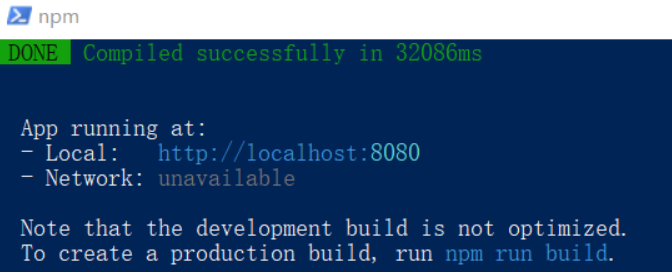 npm
DONE Compiled successfully in 32086ms
App running at:
- Local: http://localhost:8080
- Network: unavailable
Note that the development build is not optimized.
To create a production build, run npm run build.